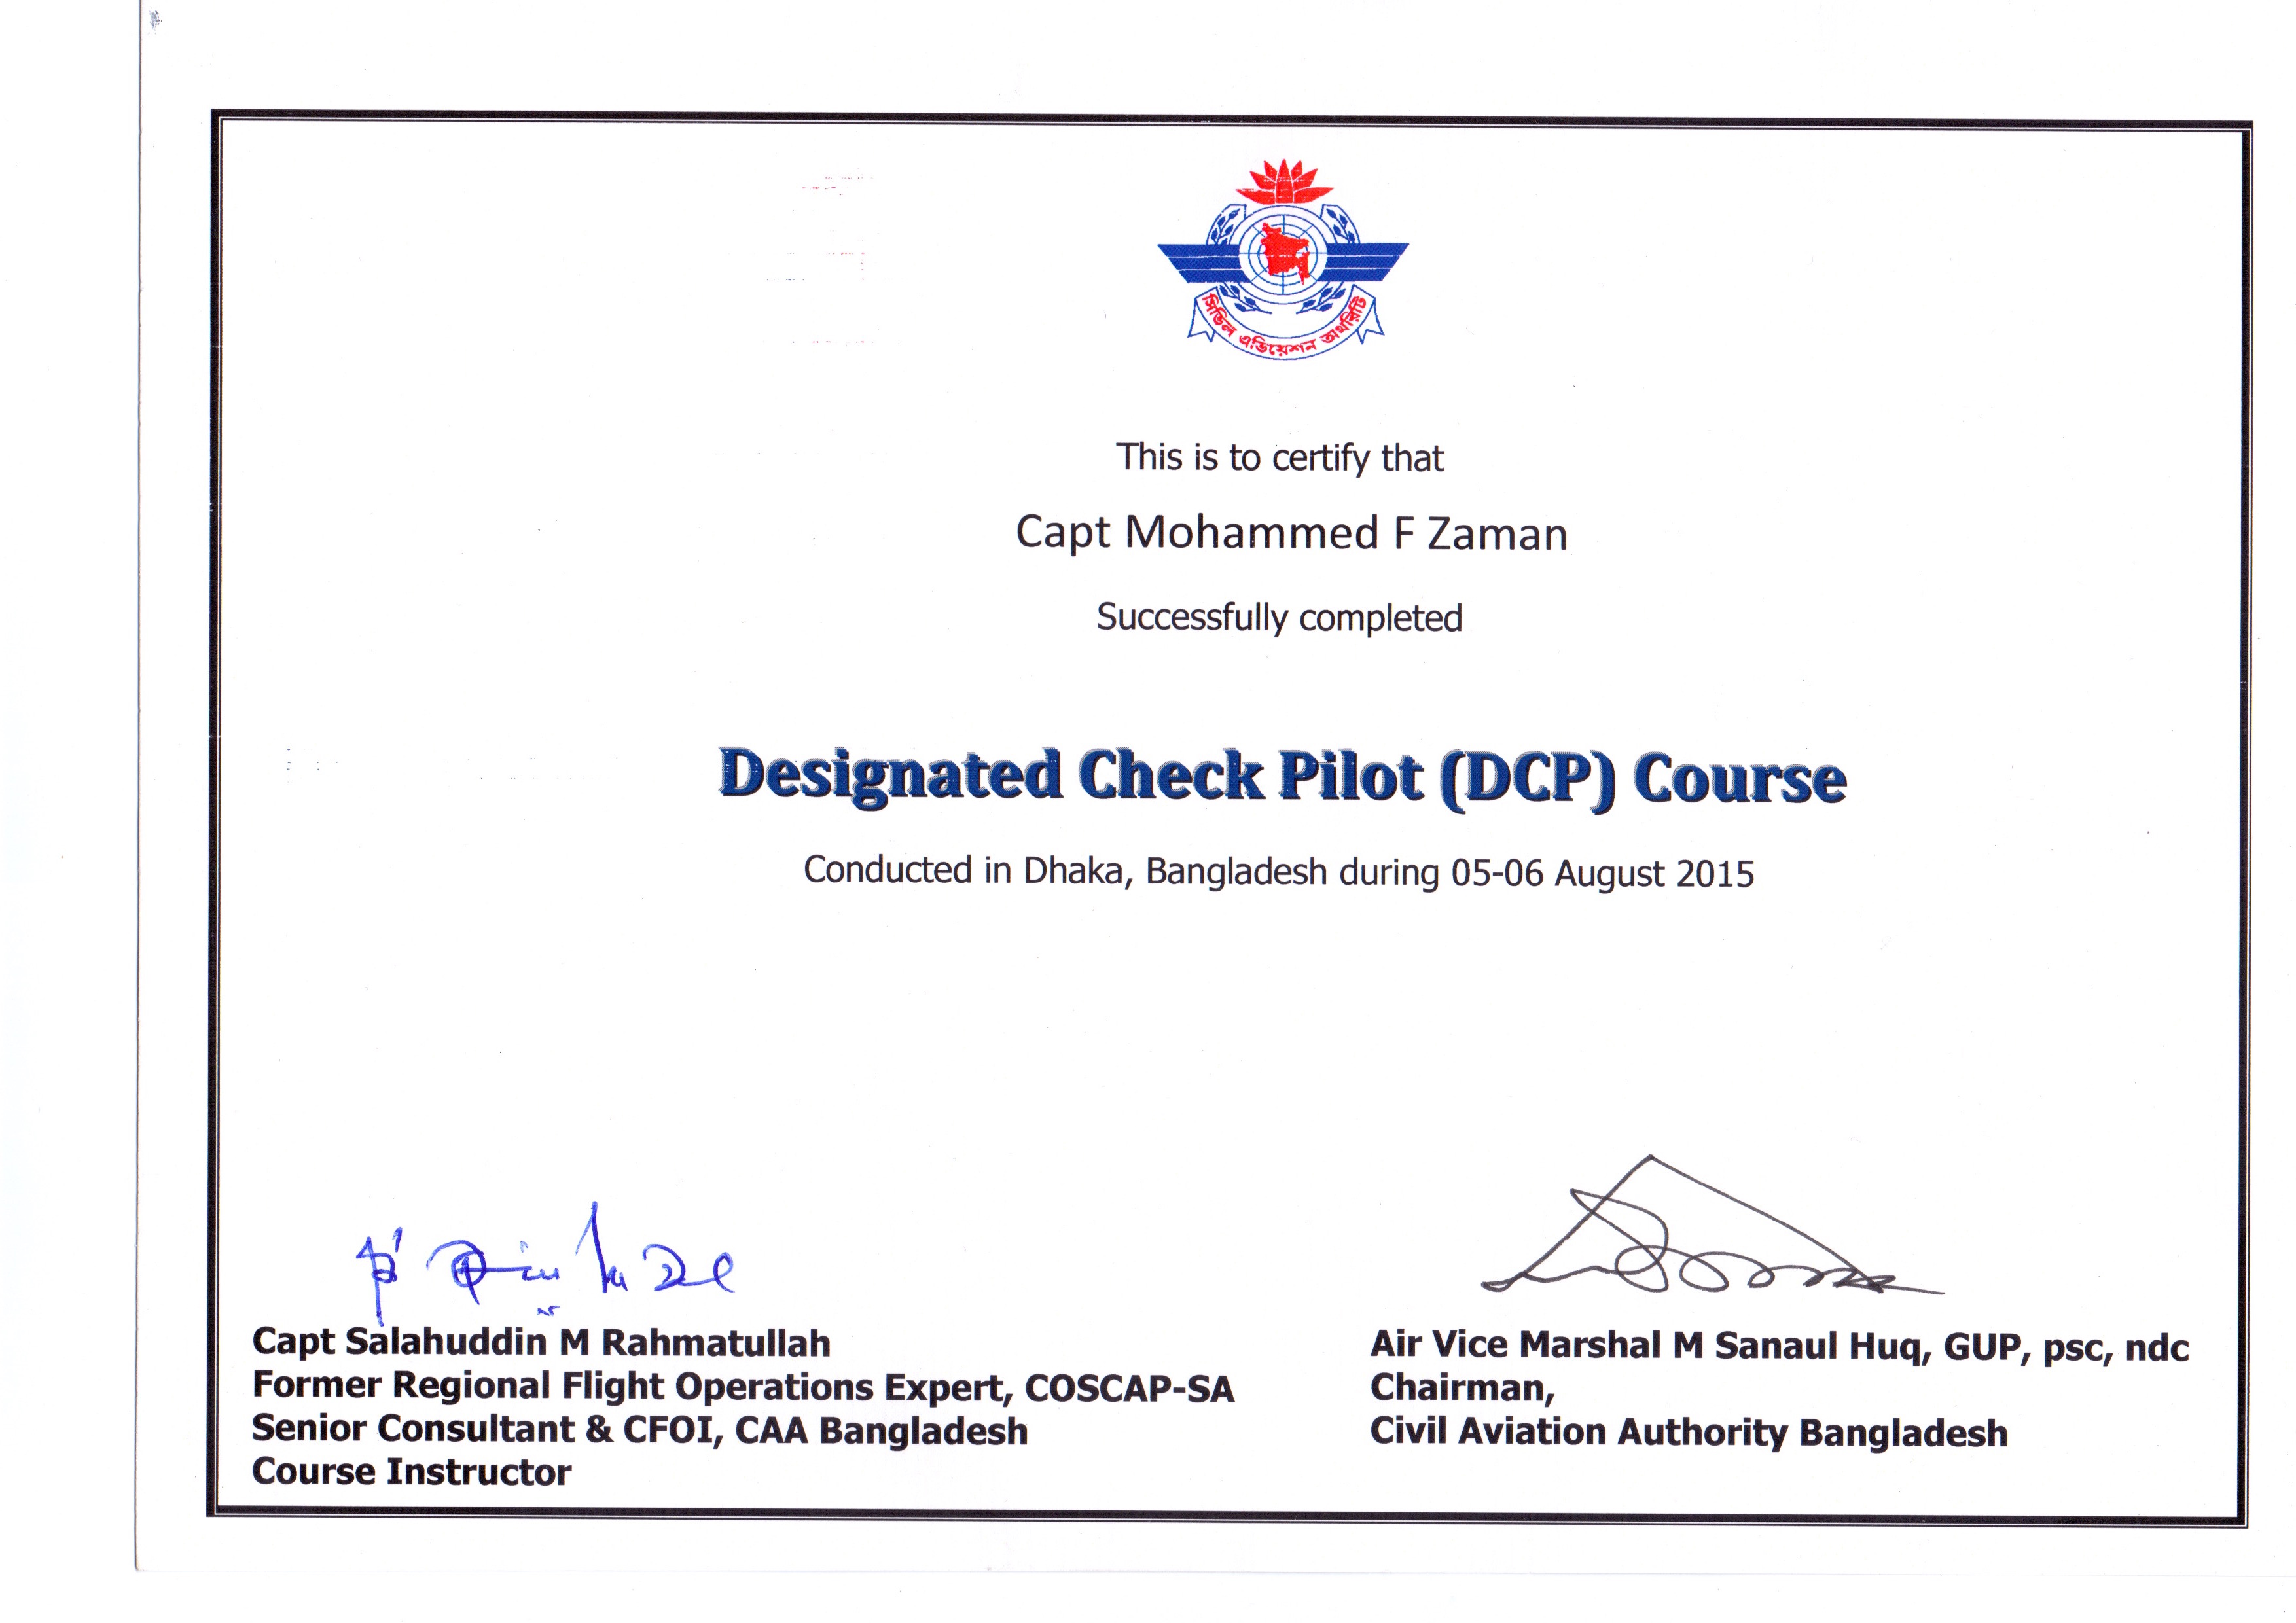 সিভিল এভিয়েশন অথরিটি
This is to certify that
Capt Mohammed F Zaman
Successfully completed
Designated Check Pilot (DCP) Course
Conducted in Dhaka, Bangladesh during 05-06 August 2015
Capt Salahuddin M Rahmatullah
Former Regional Flight Operations Expert, COSCAP-SA
Senior Consultant & CFOI, CAA Bangladesh
Course Instructor
Air Vice Marshal M Sanaul Huq, GUP, psc, ndc
Chairman,
Civil Aviation Authority Bangladesh